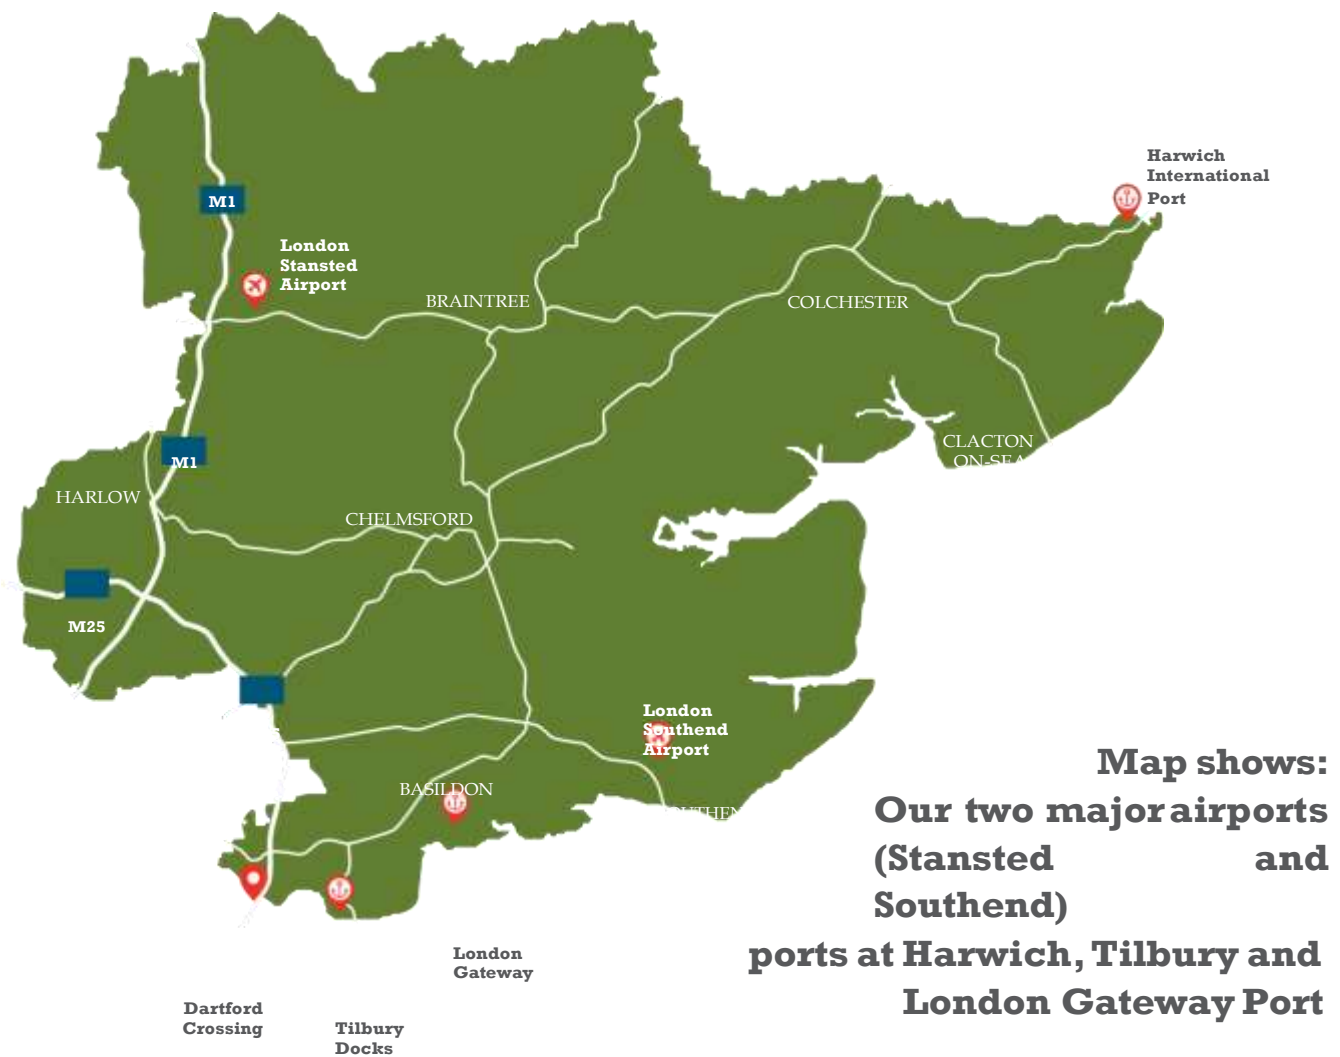 Harwich
International
Port
M1
London
Stansted
Airport
BRAINTREE
COLCHESTER
CLACTON
ON-SEA
M1
HARLOW
CHELMSFORD
M25
London
Southend
Airport
BASILDON
Map shows:
Our two major airports
(Stansted and
Southend)
ports at Harwich, Tilbury and
London Gateway Port
London
Gateway
Dartford
Crossing
Tilbury
Docks